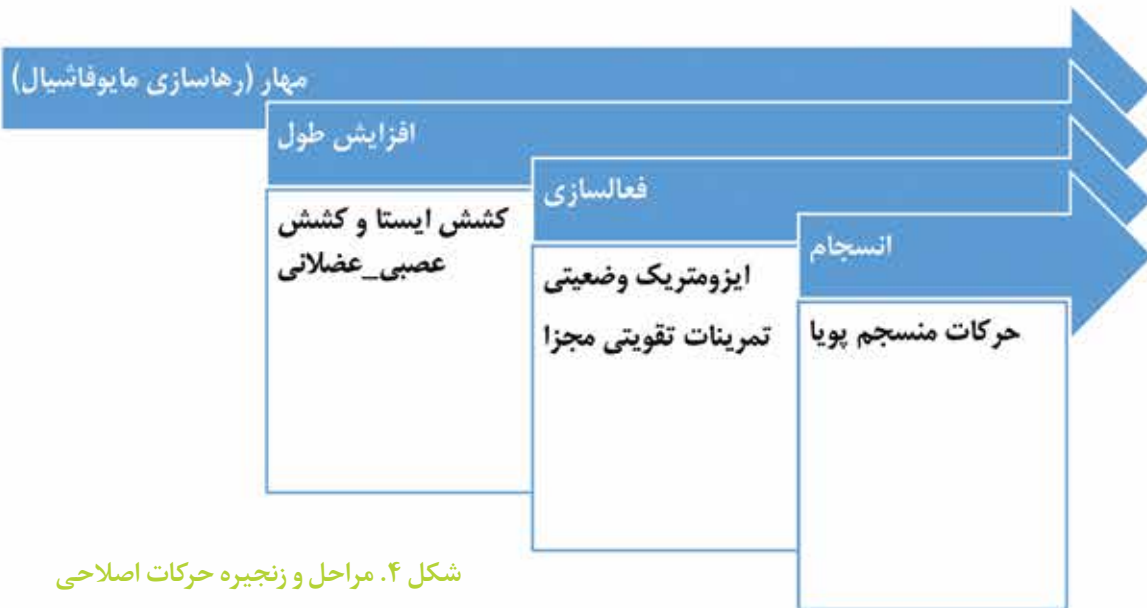 مهار (رهاسازی مایوفاشیال)
افزایش طول
کشش ایستا و کشش
عصبی_عضلانی
فعالسازی
ایزومتریک وضعیتی
تمرینات تقویتی مجزا
انسجام
حرکات منسجم پویا
شکل ۴. مراحل و زنجیره حرکات اصلاحی